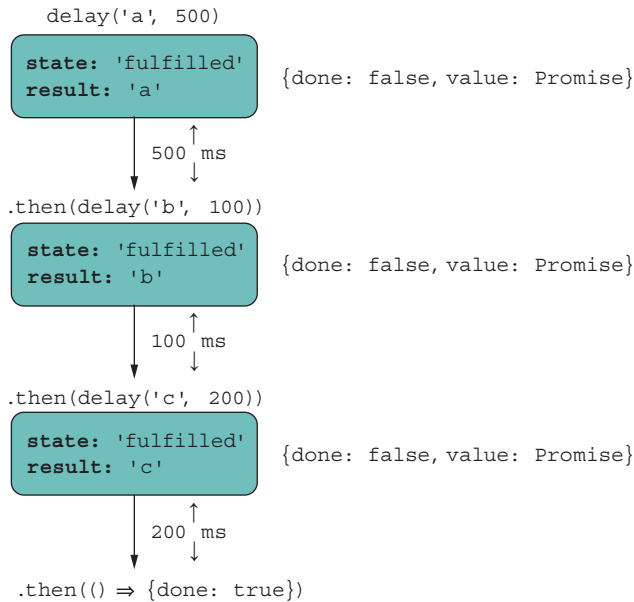 delay('a', 500)
state: 'fulfilled'
result: 'a'
{done: false, value: Promise}
↑
500 ms
↓
.then(delay('b', 100))
state: 'fulfilled'
result: 'b'
{done: false, value: Promise}
↑
100 ms
↓
.then(delay('c', 200))
state: 'fulfilled'
result: 'c'
{done: false, value: Promise}
↑
200 ms
↓
.then(() ⇒ {done: true})